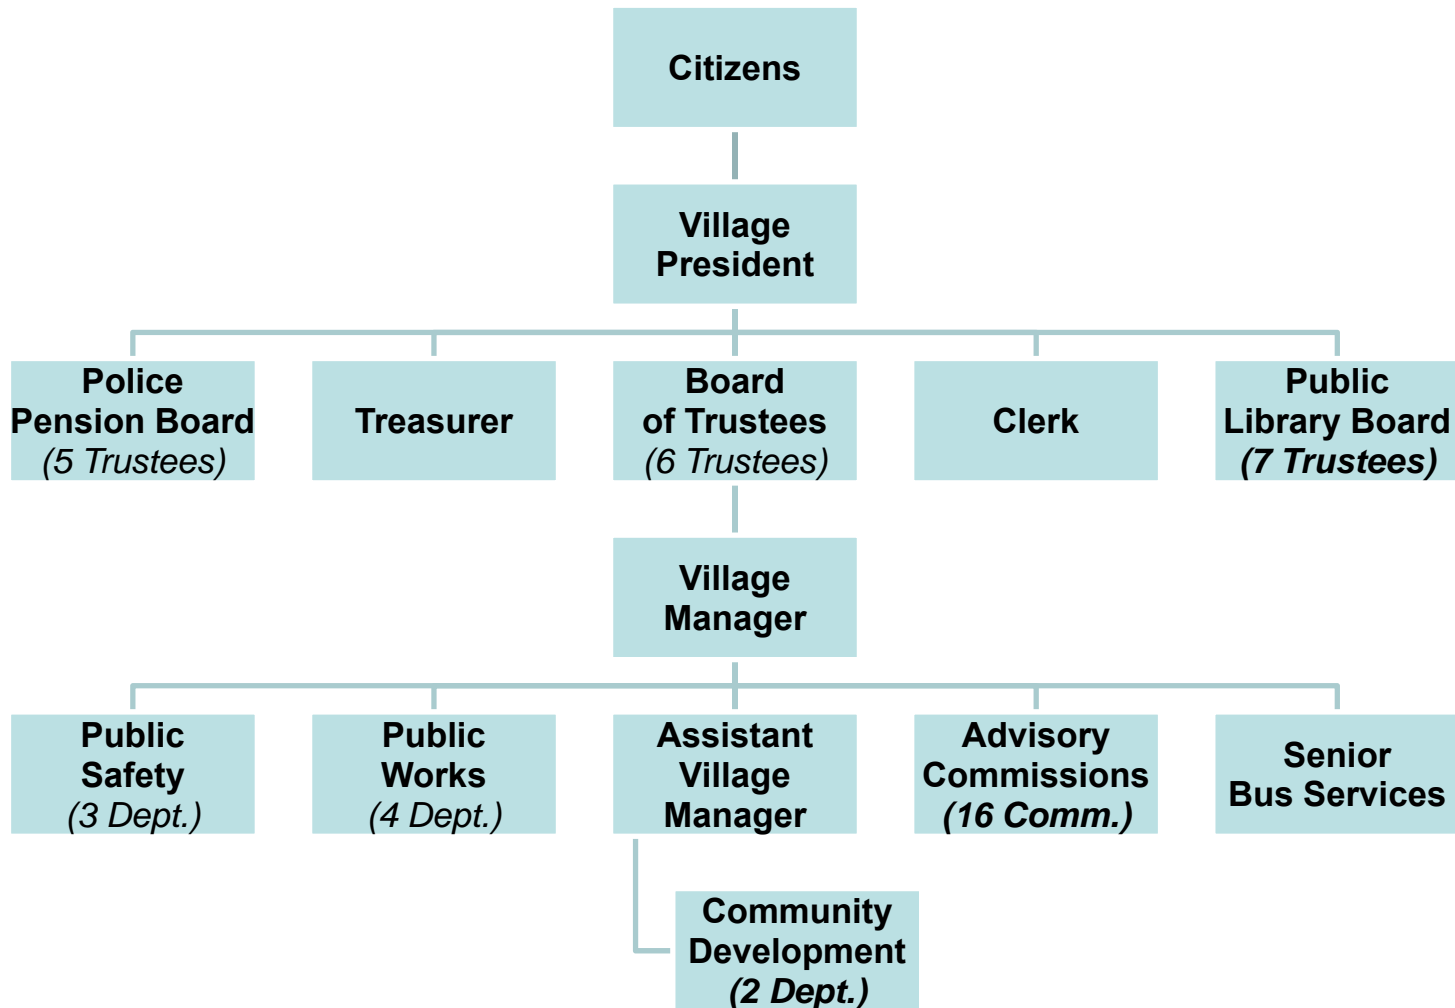 Citizens
Village
President
Police
Pension Board
(5 Trustees)
Treasurer
Board
of Trustees
(6 Trustees)
Clerk
Public
Library Board
(7 Trustees)
Village
Manager
Public
Safety
(3 Dept.)
Public
Works
(4 Dept.)
Assistant
Village
Manager
Advisory
Commissions
(16 Comm.)
Senior
Bus Services
Community
Development
(2 Dept.)